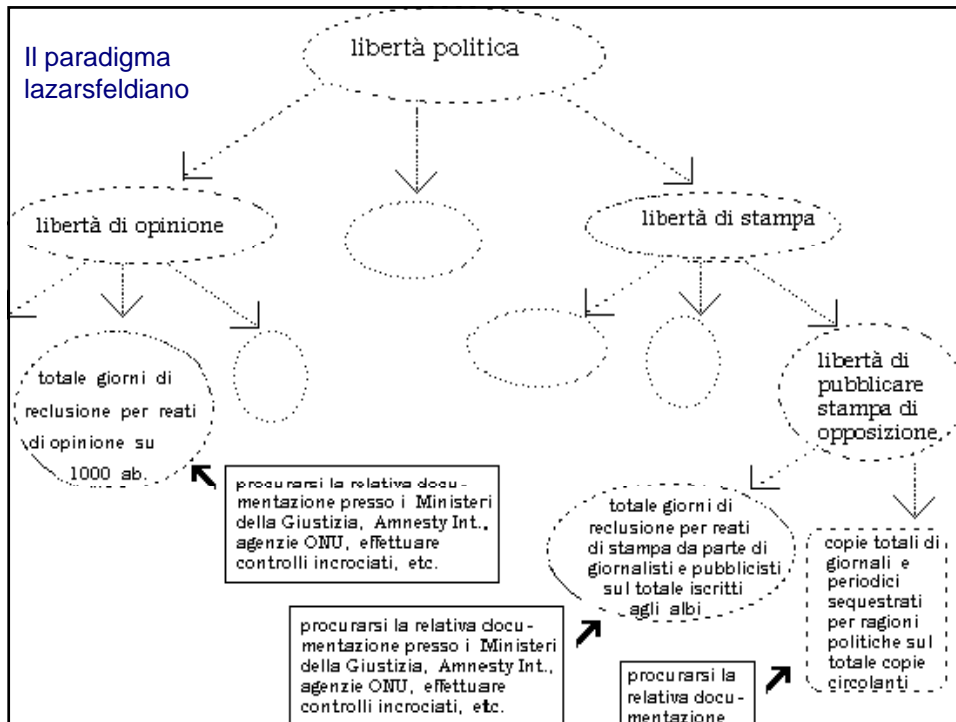 Il paradigma
lazarsfeldiano
libertà politica
libertà di opinione
libertà di stampa
totale giorni di
reclusione per reati
di opinione su
1000 ab.
libertà di
pubblicare
stampa di
opposizione
procurarsi la relativa docu-
mentazione presso i Ministeri
della Giustizia, Amnesty Int.,
agenzie ONU, effettuare
controlli incrociati, etc.
totale giorni di
reclusione per reati
di stampa da parte di
giornalisti e pubblicisti
sul totale iscritti
agli albi
copie totali di
giornali e
periodici
sequestrati
per ragioni
politiche sul
totale copie
circolanti
procurarsi la relativa docu-
mentazione presso i Ministeri
della Giustizia, Amnesty Int.,
agenzie ONU, effettuare
controlli incrociati, etc.
procurarsi la
relativa docu-
mentazione